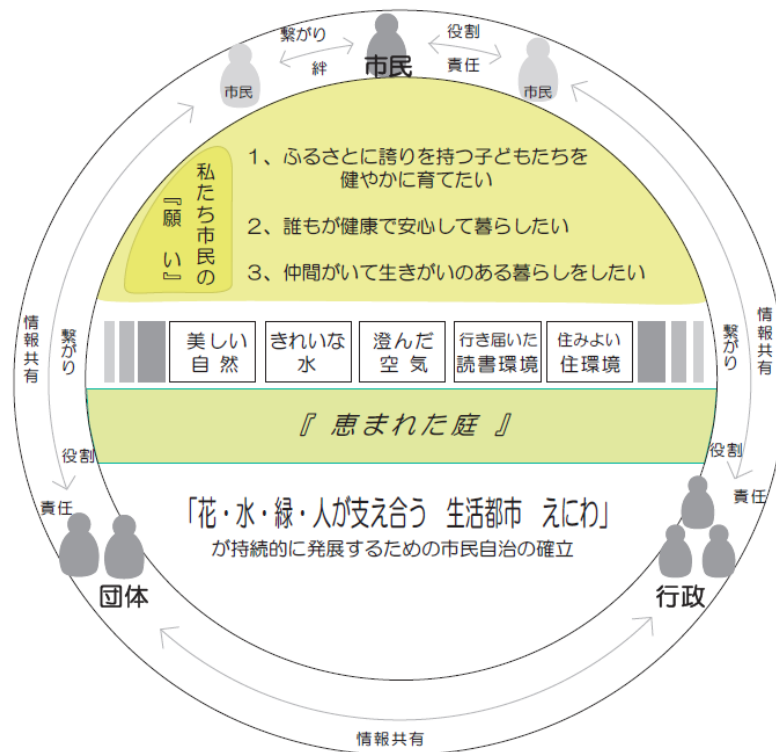 繋がり
絆
市民
役割
責任
市民
市民
私たち市民の
『願い』
1、ふるさとに誇りを持つ子どもたちを
健やかに育てたい
2、誰もが健康で安心して暮らしたい
3、仲間がいて生きがいのある暮らしをしたい
情報共有
繋がり
美しい
自然
きれいな
水
澄んだ
空気
行き届いた
読書環境
住みよい
住環境
繋がり
情報共有
『恵まれた庭』
役割
責任
役割
責任
「花・水・緑・人が支え合う 生活都市 えにわ」
が持続的に発展するための市民自治の確立
団体
行政
情報共有